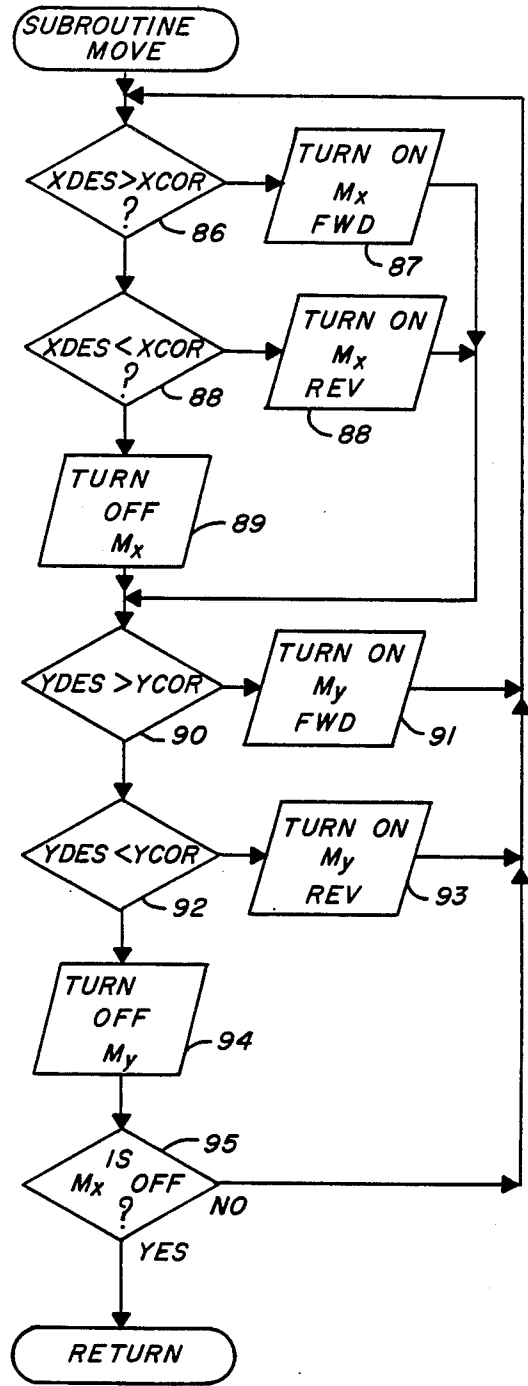 SUBROUTINE
MOVE
XDES>XCOR
?
86
TURN ON
Mx
FWD
87
XDES<XCOR
?
88
TURN ON
Mx
REV
88
TURN
OFF
Mx
89
YDES >YCOR
90
TURN ON
My
FWD
91
YDES <YCOR
92
TURN ON
My
REV
93
TURN
OFF
My
94
IS
Mx OFF
?
95
NO
YES
RETURN